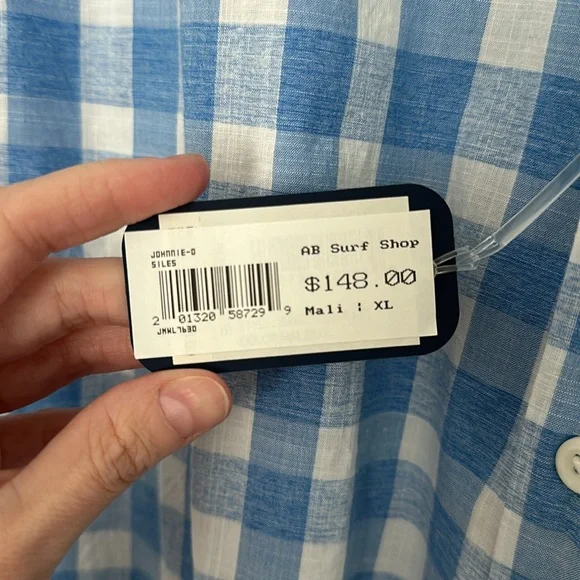 JOHNNIE-O
SILES
2 01320 58729 9
JMWL7630
AB Surf Shop
$148.00
Mali : XL